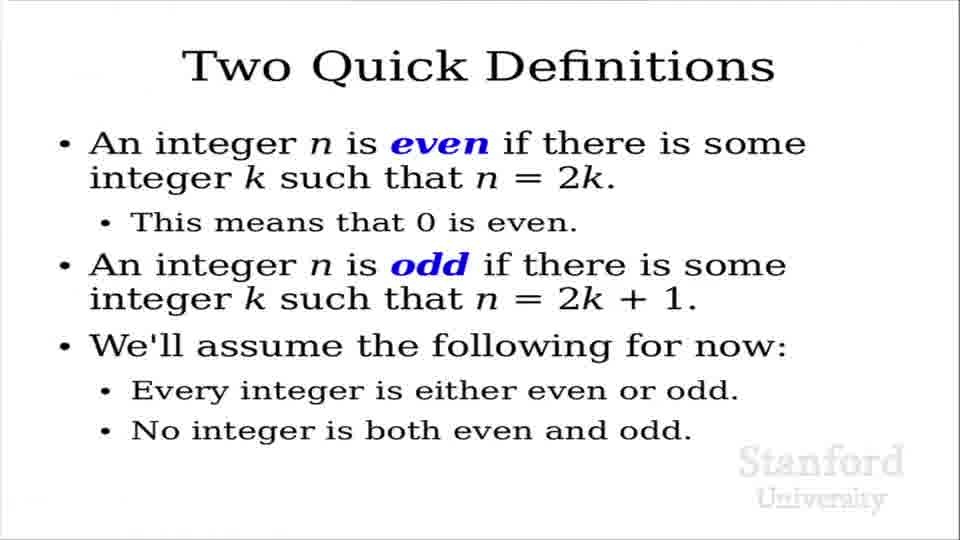 Two Quick Definitions
• An integer n is even if there is some
integer k such that n = 2k.
• This means that 0 is even.
• An integer n is odd if there is some
integer k such that n = 2k + 1.
• We'll assume the following for now:
• Every integer is either even or odd.
• No integer is both even and odd.
Stanford
University